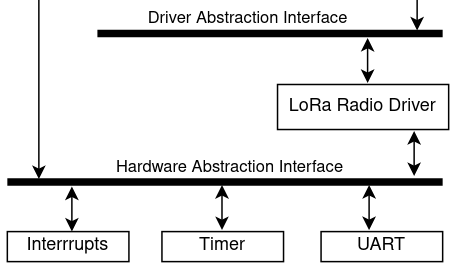 Driver Abstraction Interface
LoRa Radio Driver
Hardware Abstraction Interface
Interrrupts
Timer
UART